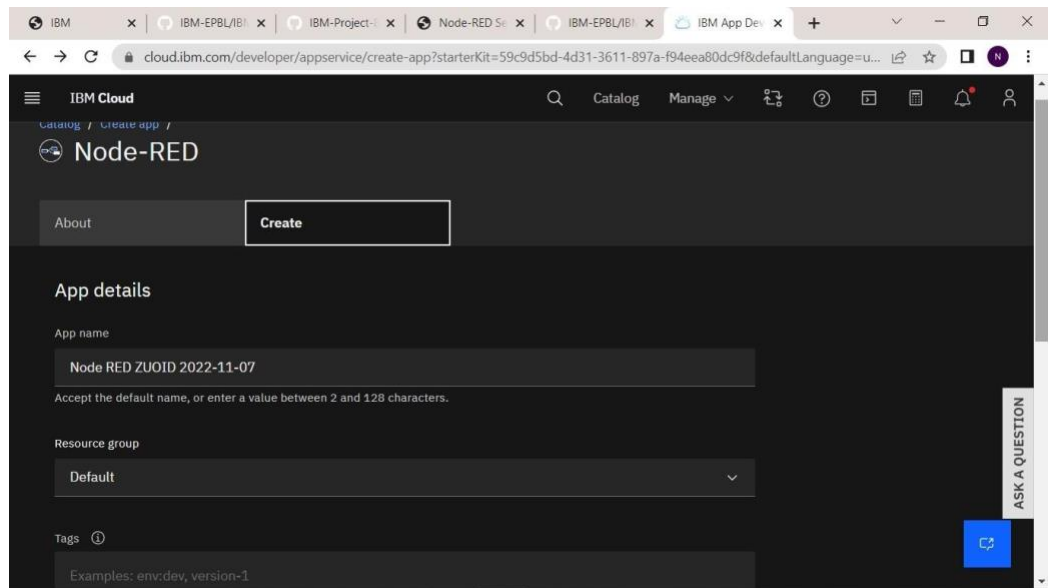 IBM
IBM-EPBL/IB
IBM-Project-
Node-RED Se
IBM-EPBL/IB
IBM App Dev
cloud.ibm.com/developer/appservice/create-app?starterKit=59c9d5bd-4d31-3611-897a-f94eea80dc9f&defaultLanguage=u...
N
IBM Cloud
Catalog
Manage
Catalog / Create app /
Node-RED
About
Create
App details
App name
Node RED ZUOID 2022-11-07
Accept the default name, or enter a value between 2 and 128 characters.
Resource group
Default
ASK A QUESTION
Tags
Examples: env:dev, version-1